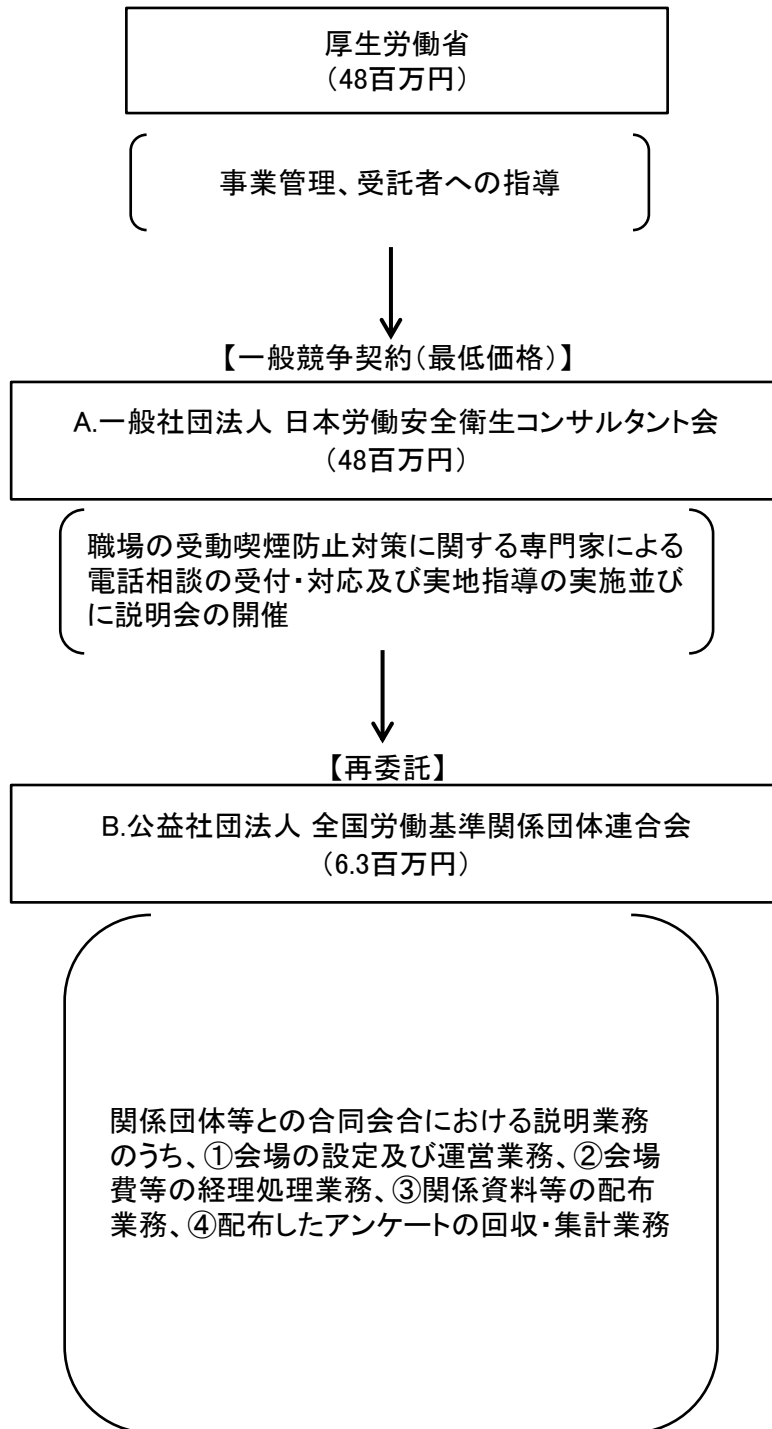 厚生労働省
（48百万円）
事業管理、受託者への指導
【一般競争契約（最低価格）】
A.一般社団法人 日本労働安全衛生コンサルタント会
（48百万円）
職場の受動喫煙防止対策に関する専門家による
電話相談の受付・対応及び実地指導の実施並び
に説明会の開催
【再委託】
B.公益社団法人 全国労働基準関係団体連合会
（6.3百万円）
関係団体等との合同会合における説明業務
のうち、①会場の設定及び運営業務、②会場
費等の経理処理業務、③関係資料等の配布
業務、④配布したアンケートの回収・集計業務